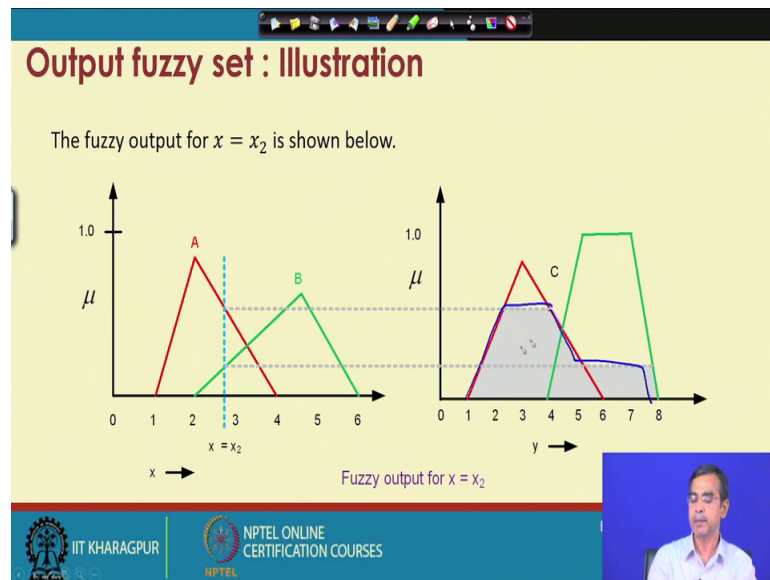 Output fuzzy set : Illustration
The fuzzy output for x = x₂ is shown below.
1.0
A
B
μ
0 1 2 3 4 5 6
x = x₂
x
1.0
C
μ
0 1 2 3 4 5 6 7 8
y
Fuzzy output for x = x₂
IIT KHARAGPUR
NPTEL
NPTEL ONLINE
CERTIFICATION COURSES